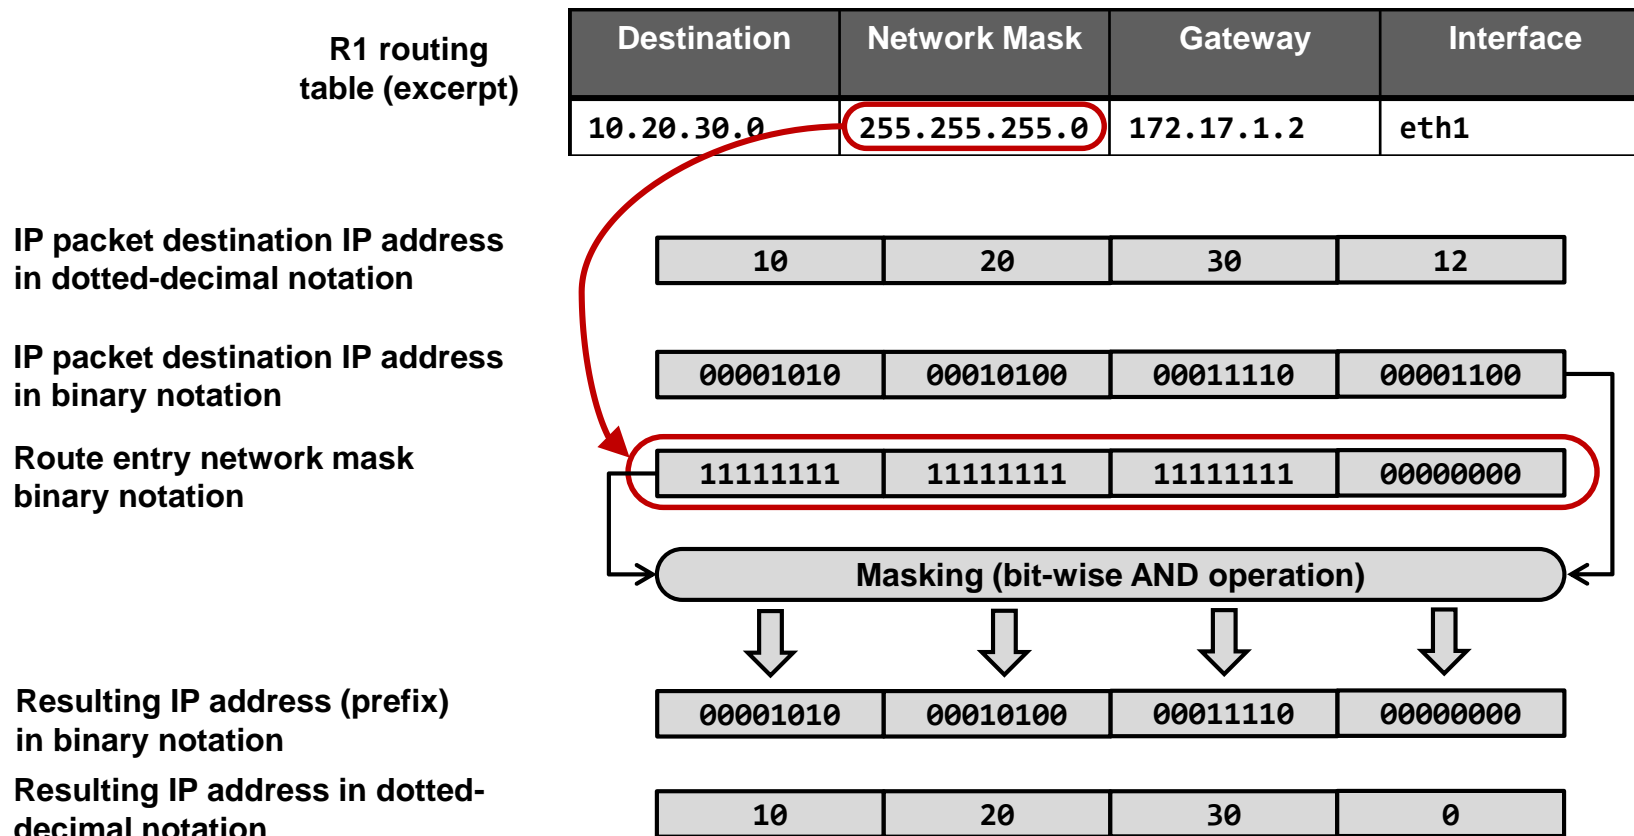 R1 routing
table (excerpt)
Destination Network Mask Gateway Interface
10.20.30.0 255.255.255.0 172.17.1.2 eth1
IP packet destination IP address
in dotted-decimal notation
10 20 30 12
IP packet destination IP address
in binary notation
00001010 00010100 00011110 00001100
Route entry network mask
binary notation
11111111 11111111 11111111 00000000
Masking (bit-wise AND operation)
Resulting IP address (prefix)
in binary notation
00001010 00010100 00011110 00000000
Resulting IP address in dotted-
decimal notation
10 20 30 0